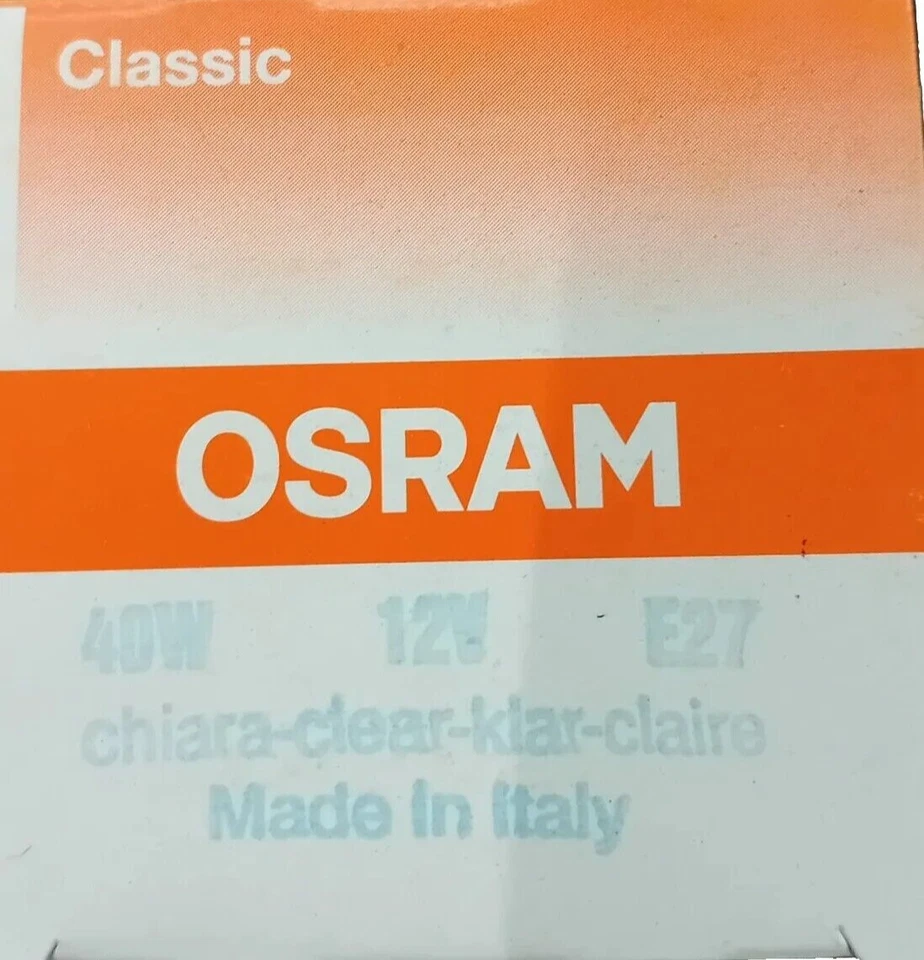 Classic
OSRAM
40W 12V E27
chiara-clear-klar-claire
Made in Italy